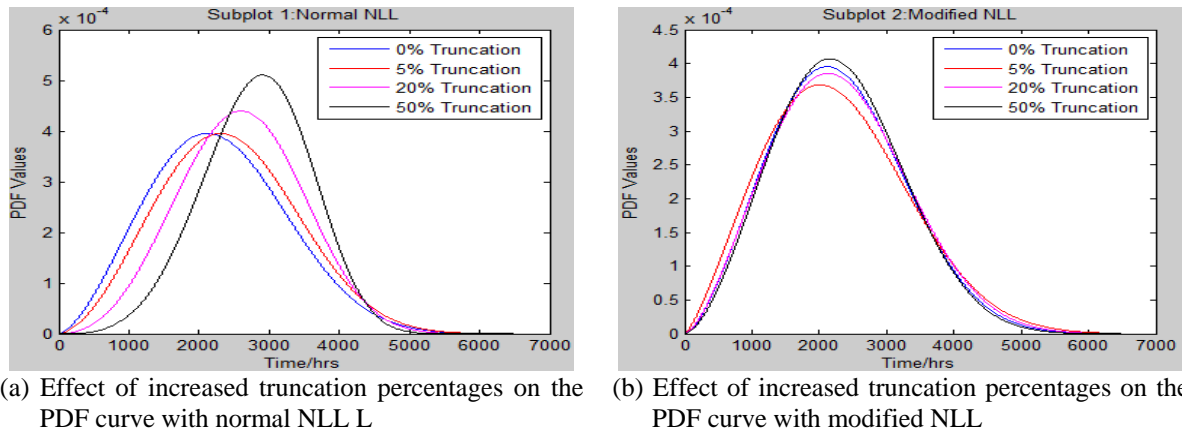 Subplot 1:Normal NLL
× 10⁻⁴
6
5
4
3
2
1
0
PDF Values
0% Truncation
5% Truncation
20% Truncation
50% Truncation
0 1000 2000 3000 4000 5000 6000 7000
Time/hrs
Subplot 2:Modified NLL
× 10⁻⁴
4.5
4
3.5
3
2.5
2
1.5
1
0.5
0
PDF Values
0% Truncation
5% Truncation
20% Truncation
50% Truncation
0 1000 2000 3000 4000 5000 6000 7000
Time/hrs
(a) Effect of increased truncation percentages on the
PDF curve with normal NLL L
(b) Effect of increased truncation percentages on the
PDF curve with modified NLL